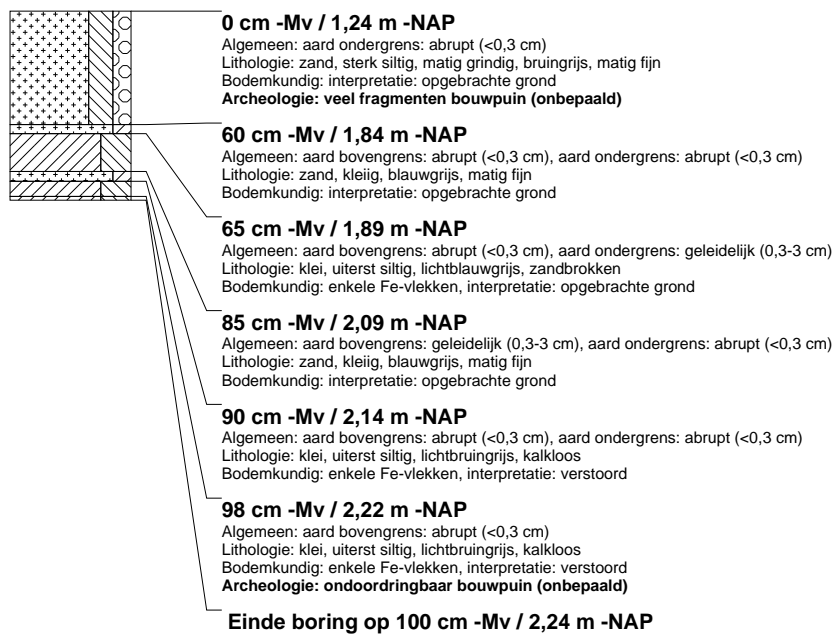 0 cm -Mv / 1,24 m -NAP
Algemeen: aard ondergrens: abrupt (<0,3 cm)
Lithologie: zand, sterk siltig, matig grindig, bruingrijs, matig fijn
Bodemkundig: interpretatie: opgebrachte grond
Archeologie: veel fragmenten bouwpuin (onbepaald)
60 cm -Mv / 1,84 m -NAP
Algemeen: aard bovengrens: abrupt (<0,3 cm), aard ondergrens: abrupt (<0,3 cm)
Lithologie: zand, kleiig, blauwgrijs, matig fijn
Bodemkundig: interpretatie: opgebrachte grond
65 cm -Mv / 1,89 m -NAP
Algemeen: aard bovengrens: abrupt (<0,3 cm), aard ondergrens: geleidelijk (0,3-3 cm)
Lithologie: klei, uiterst siltig, lichtblauwgrijs, zandbrokken
Bodemkundig: enkele Fe-vlekken, interpretatie: opgebrachte grond
85 cm -Mv / 2,09 m -NAP
Algemeen: aard bovengrens: geleidelijk (0,3-3 cm), aard ondergrens: abrupt (<0,3 cm)
Lithologie: zand, kleiig, blauwgrijs, matig fijn
Bodemkundig: interpretatie: opgebrachte grond
90 cm -Mv / 2,14 m -NAP
Algemeen: aard bovengrens: abrupt (<0,3 cm), aard ondergrens: abrupt (<0,3 cm)
Lithologie: klei, uiterst siltig, lichtbruingrijs, kalkloos
Bodemkundig: enkele Fe-vlekken, interpretatie: verstoord
98 cm -Mv / 2,22 m -NAP
Algemeen: aard bovengrens: abrupt (<0,3 cm)
Lithologie: klei, uiterst siltig, lichtbruingrijs, kalkloos
Bodemkundig: enkele Fe-vlekken, interpretatie: verstoord
Archeologie: ondoordringbaar bouwpuin (onbepaald)
Einde boring op 100 cm -Mv / 2,24 m -NAP